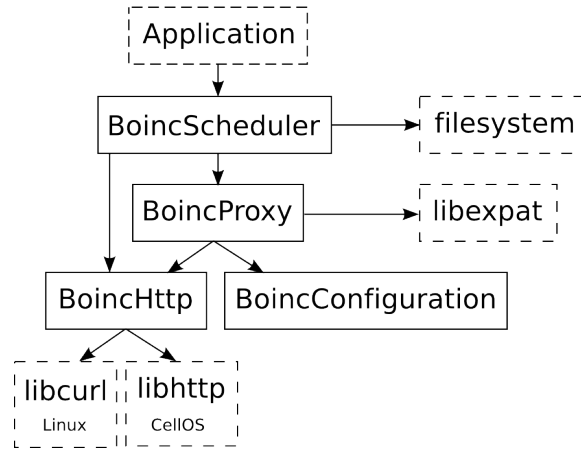 Application
BoincScheduler
filesystem
BoincProxy
libexpat
BoincHttp
BoincConfiguration
libcurl
Linux
libhttp
CellOS